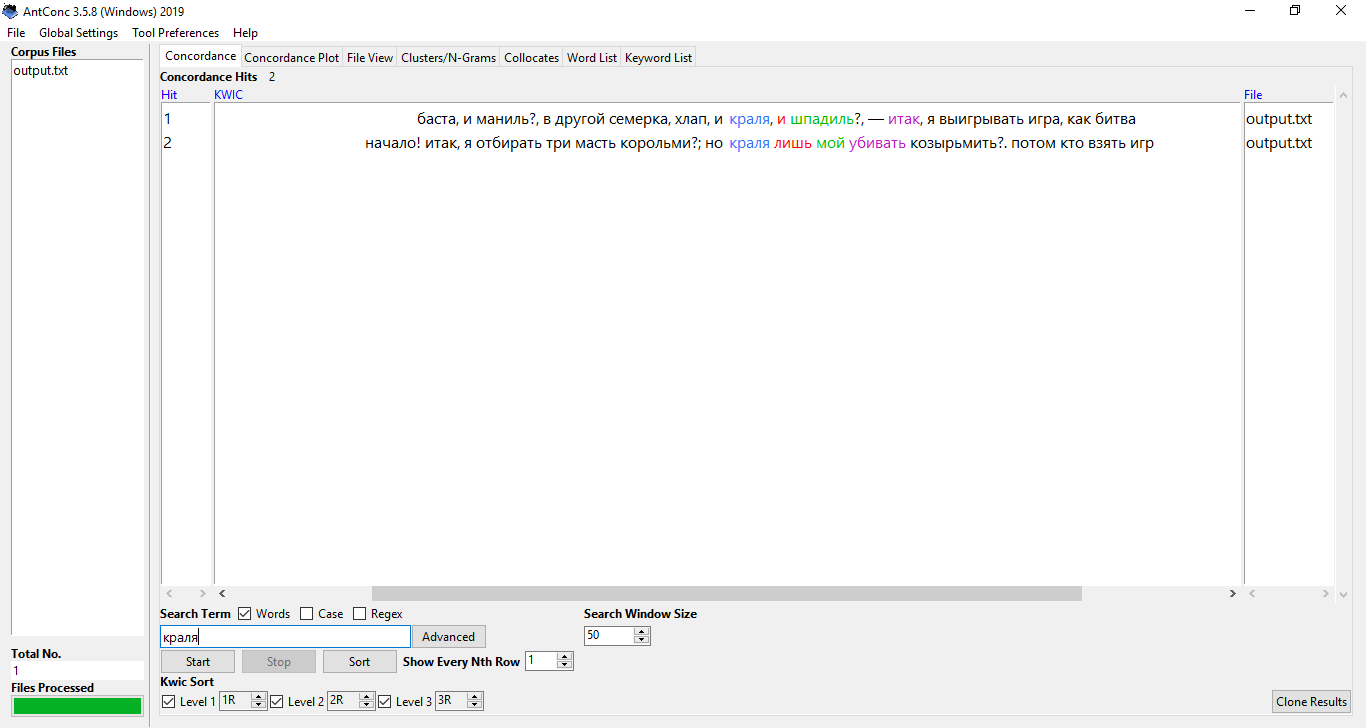 AntConc 3.5.8 (Windows) 2019
File Global Settings Tool Preferences Help
Corpus Files
output.txt
Concordance Concordance Plot File View Clusters/N-Grams Collocates Word List Keyword List
Concordance Hits 2
Hit KWIC File
1 баста, и маниль?, в другой семерка, хлап, и краля, и шпадиль?, — итак, я выигрывать игра, как битва output.txt
2 начало! итак, я отбирать три масть корольми?; но краля лишь мой убивать козырьмить?. потом кто взять игр output.txt
Search Term Words Case Regex Search Window Size
краля Advanced 50
Start Stop Sort Show Every Nth Row 1
Kwic Sort
Level 1 1R Level 2 2R Level 3 3R
Total No.
1
Files Processed
Clone Results